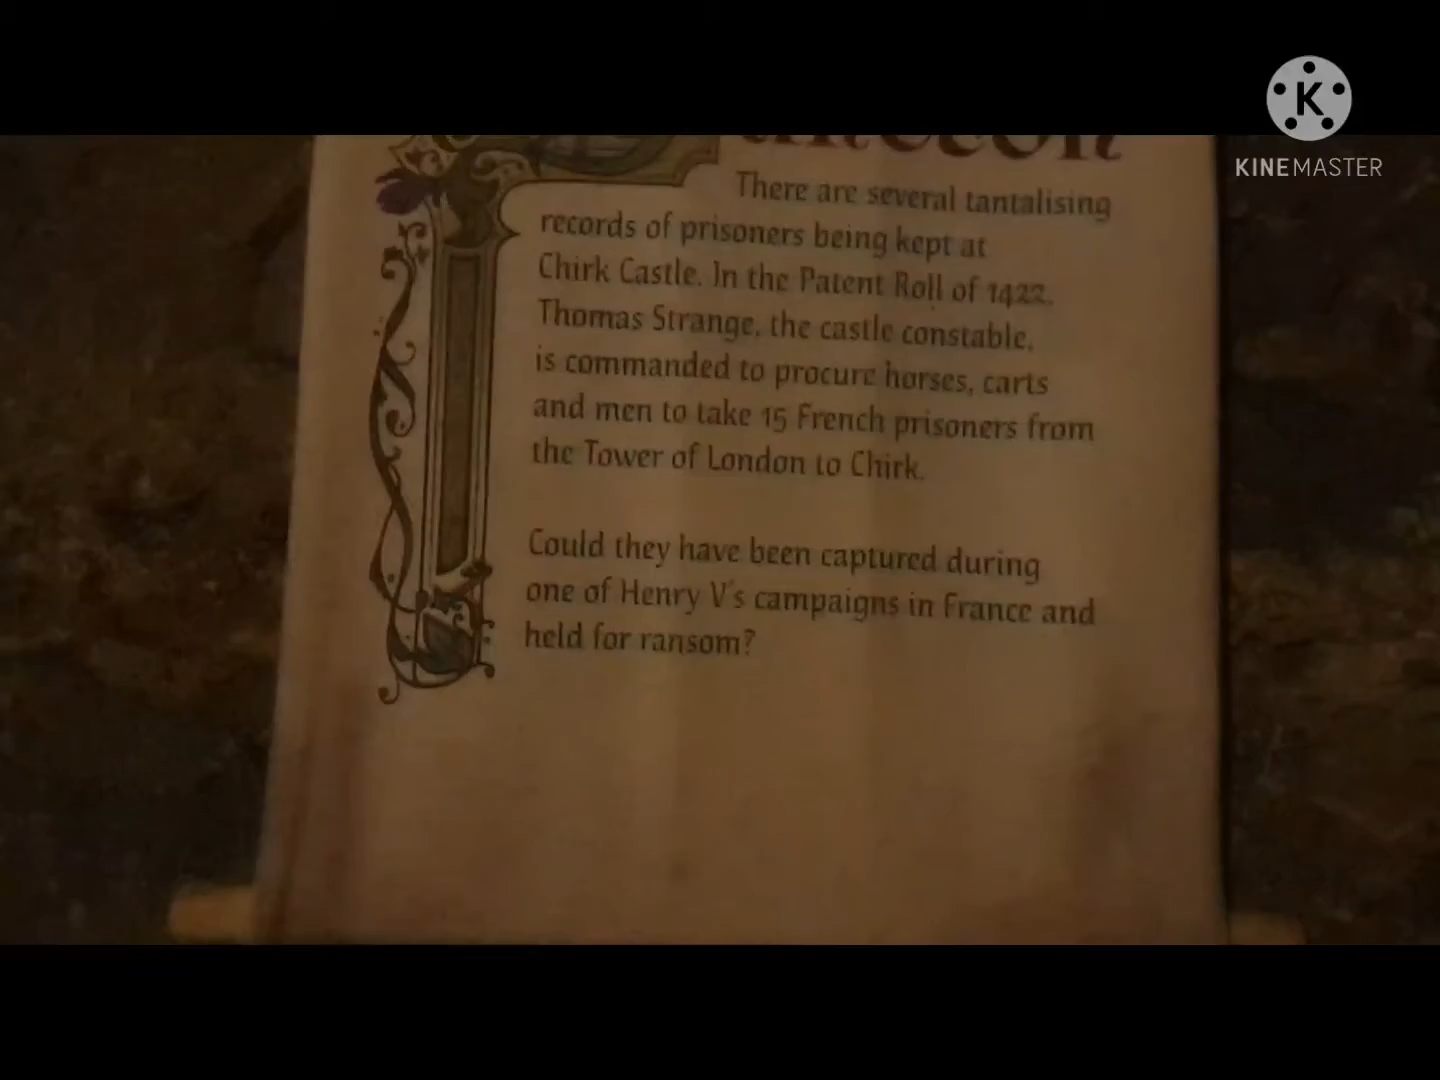 KINEMASTER
There are several tantalising
records of prisoners being kept at
Chirk Castle. In the Patent Roll of 1422,
Thomas Strange, the castle constable,
is commanded to procure horses, carts
and men to take 15 French prisoners from
the Tower of London to Chirk.
Could they have been captured during
one of Henry V's campaigns in France and
held for ransom?